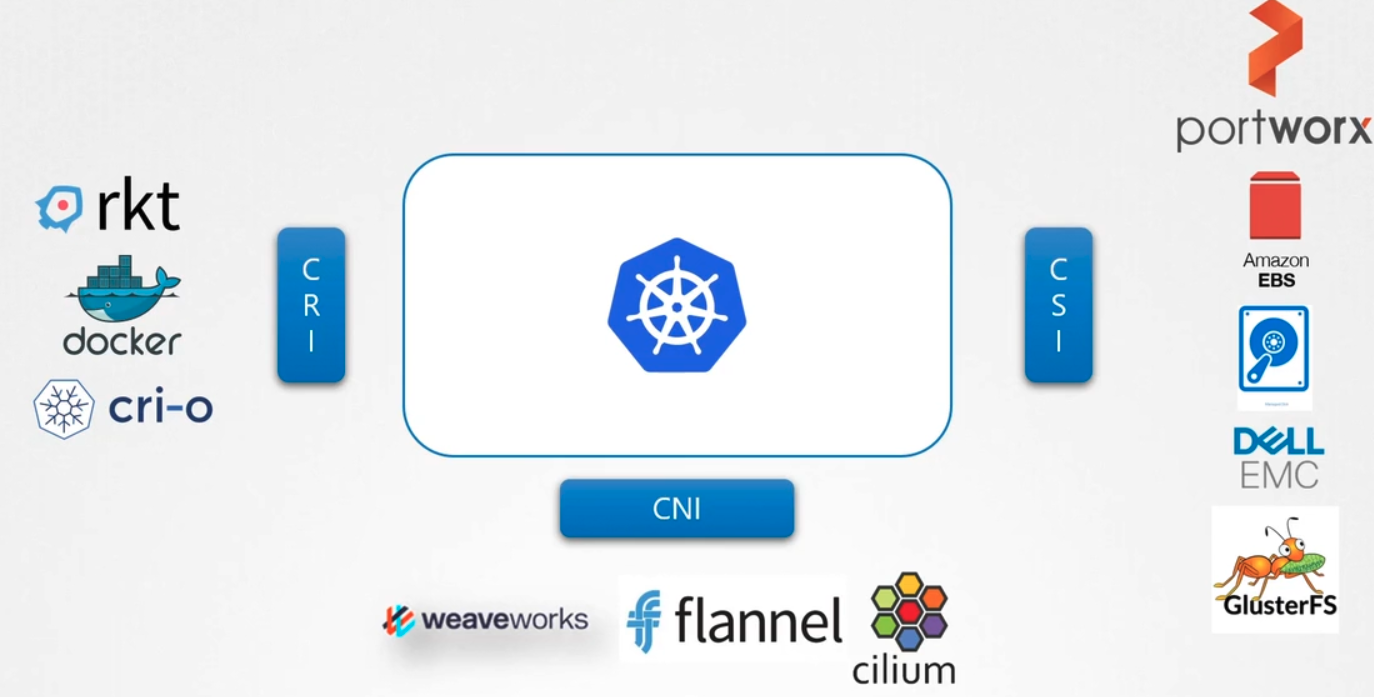 portworx
rkt
docker
cri-o
C
R
I
C
S
I
Amazon
EBS
DELL
EMC
GlusterFS
CNI
weaveworks
flannel
cilium